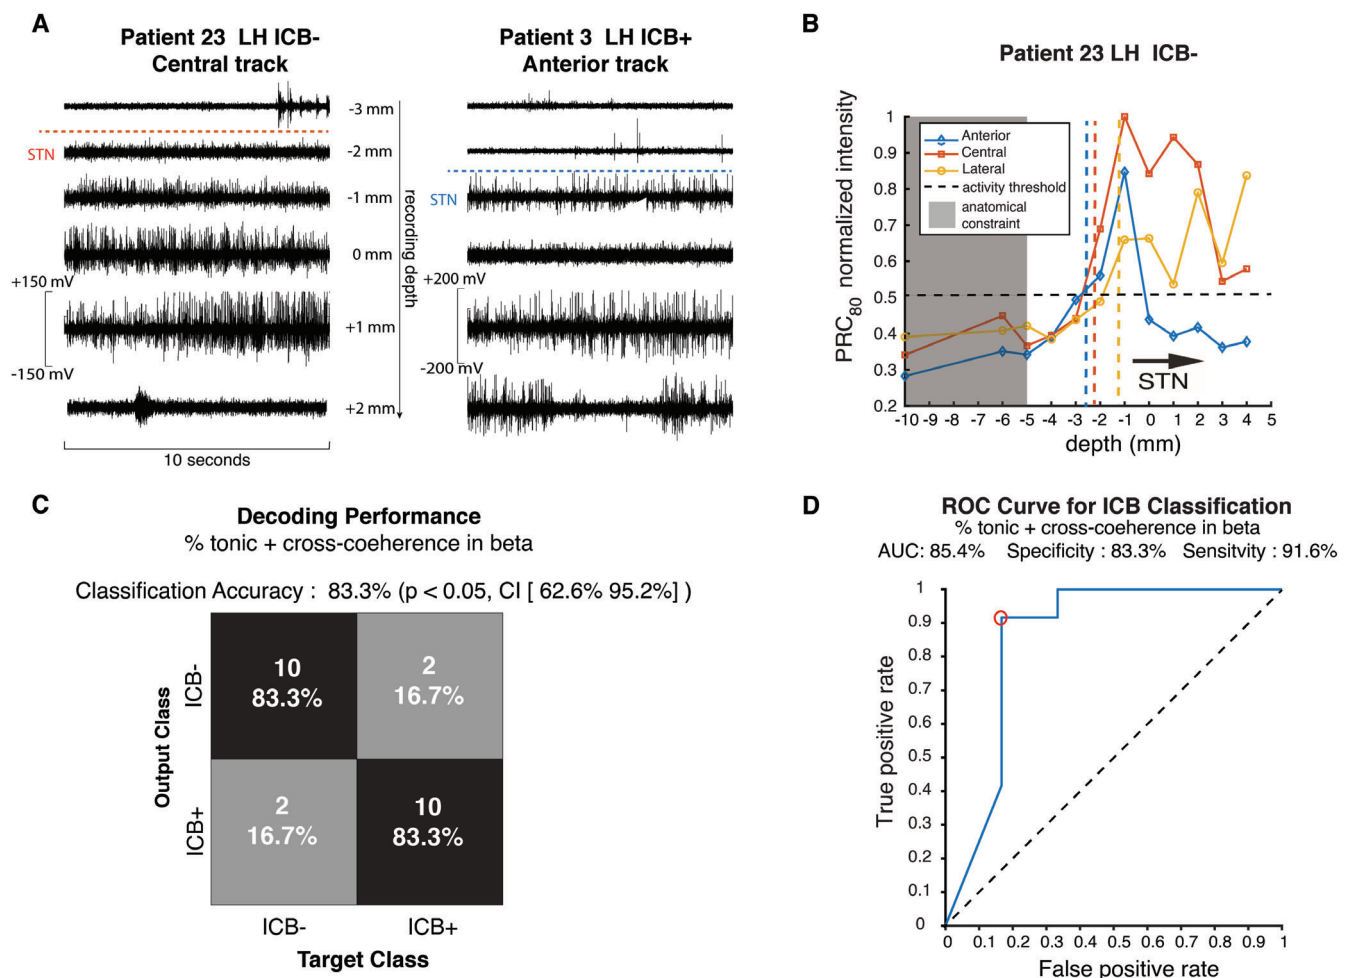 A
Patient 23 LH ICB-
Central track
Patient 3 LH ICB+
Anterior track
-3 mm
STN
-2 mm
-1 mm
STN
0 mm
+150 mV
+200 mV
+1 mm
-150 mV
-200 mV
+2 mm
recording depth
10 seconds
B
Patient 23 LH ICB-
PRC80 normalized intensity
1
0.9
0.8
0.7
0.6
0.5
0.4
0.3
0.2
Anterior
Central
Lateral
activity threshold
anatomical
constraint
STN
-10 -9 -8 -7 -6 -5 -4 -3 -2 -1 0 1 2 3 4 5
depth (mm)
C
Decoding Performance
% tonic + cross-coeherence in beta
Classification Accuracy : 83.3% (p < 0.05, CI [ 62.6% 95.2%] )
Output Class
ICB-
ICB+
10
83.3%
2
16.7%
2
16.7%
10
83.3%
ICB-
ICB+
Target Class
D
ROC Curve for ICB Classification
% tonic + cross-coeherence in beta
AUC: 85.4% Specificity : 83.3% Sensitvity : 91.6%
True positive rate
1
0.9
0.8
0.7
0.6
0.5
0.4
0.3
0.2
0.1
0
0 0.1 0.2 0.3 0.4 0.5 0.6 0.7 0.8 0.9 1
False positive rate